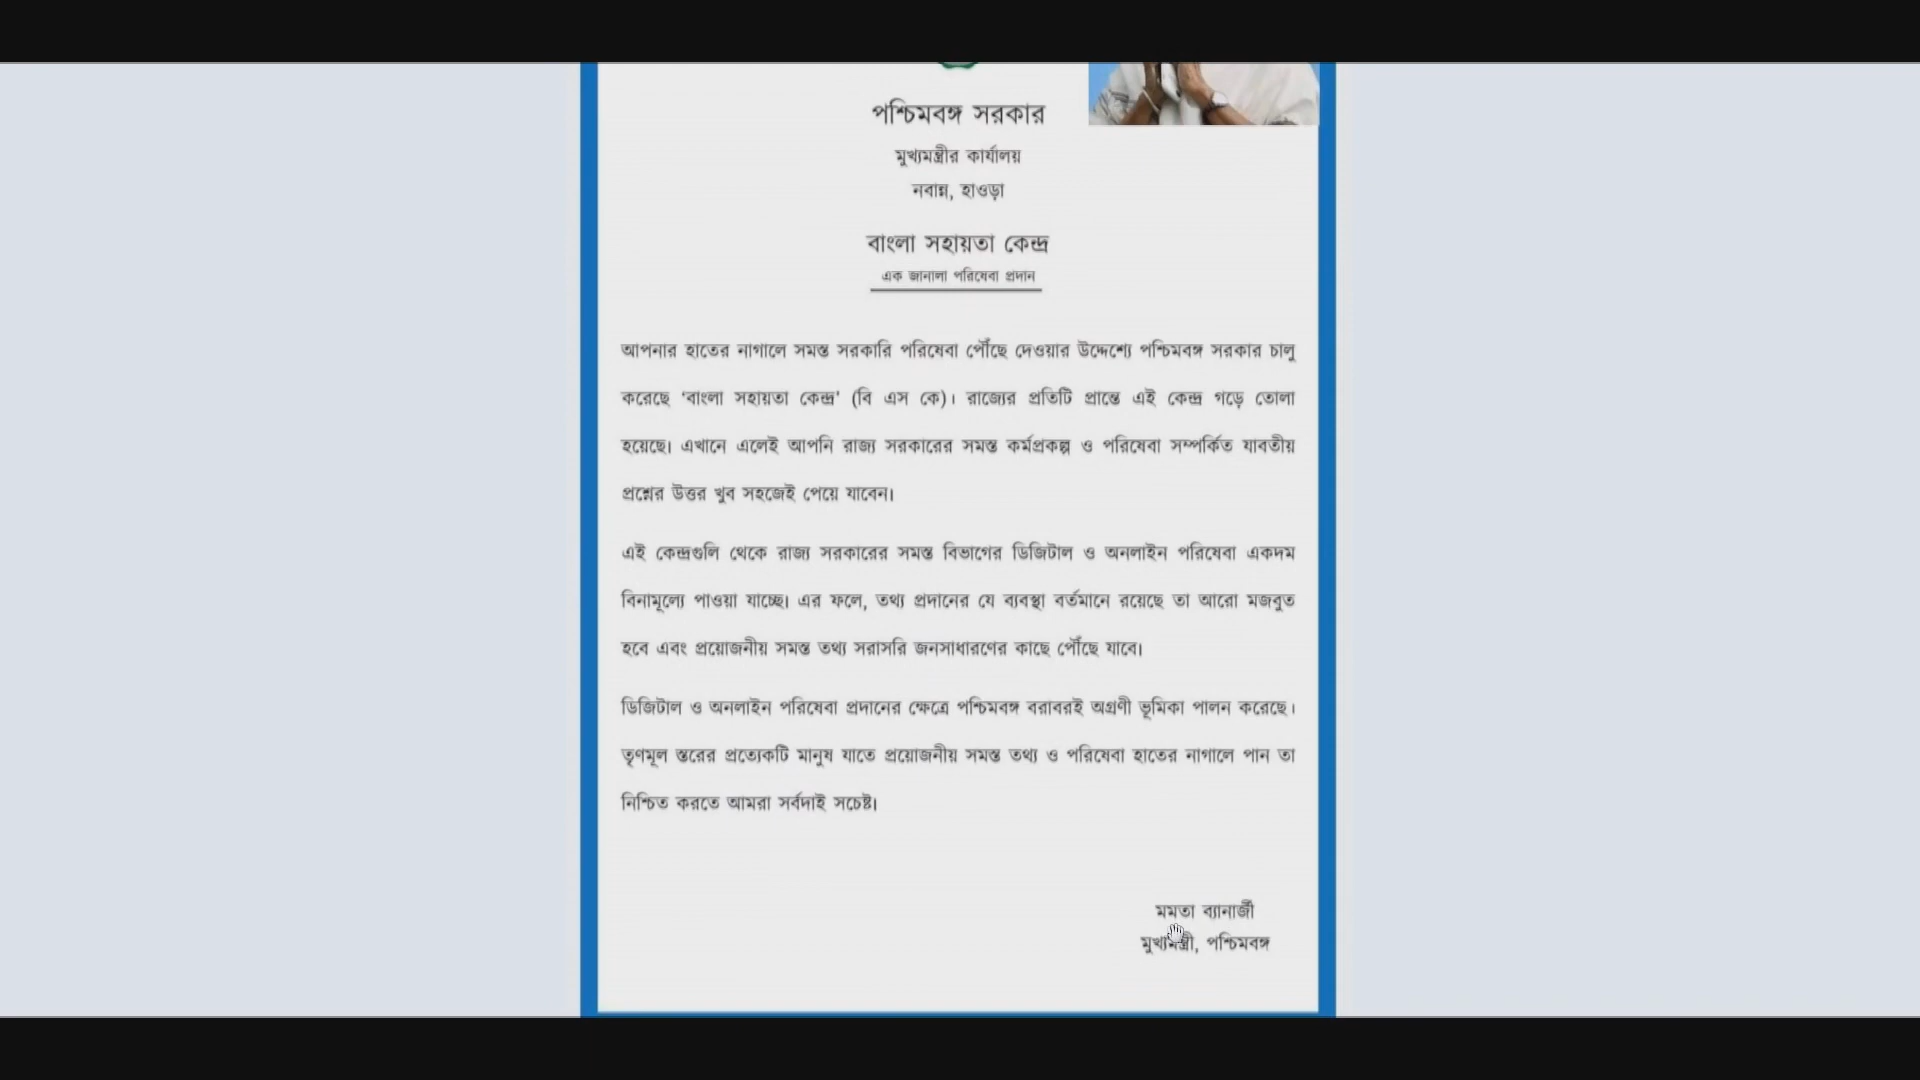 পশ্চিমবঙ্গ সরকার
মুখ্যমন্ত্রীর কার্যালয়
নবান্ন, হাওড়া
বাংলা সহায়তা কেন্দ্র
এক জানালা পরিষেবা প্রদান
আপনার হাতের নাগালে সমস্ত সরকারি পরিষেবা পৌঁছে দেওয়ার উদ্দেশ্যে পশ্চিমবঙ্গ সরকার চালু
করেছে ‘বাংলা সহায়তা কেন্দ্র’ (বি এস কে)। রাজ্যের প্রতিটি প্রান্তে এই কেন্দ্র গড়ে তোলা
হয়েছে। এখানে এলেই আপনি রাজ্য সরকারের সমস্ত কর্মপ্রকল্প ও পরিষেবা সম্পর্কিত যাবতীয়
প্রশ্নের উত্তর খুব সহজেই পেয়ে যাবেন।
এই কেন্দ্রগুলি থেকে রাজ্য সরকারের সমস্ত বিভাগের ডিজিটাল ও অনলাইন পরিষেবা একদম
বিনামূল্যে পাওয়া যাচ্ছে। এর ফলে, তথ্য প্রদানের যে ব্যবস্থা বর্তমানে রয়েছে তা আরো মজবুত
হবে এবং প্রয়োজনীয় সমস্ত তথ্য সরাসরি জনসাধারণের কাছে পৌঁছে যাবে।
ডিজিটাল ও অনলাইন পরিষেবা প্রদানের ক্ষেত্রে পশ্চিমবঙ্গ বরাবরই অগ্রণী ভূমিকা পালন করেছে।
তৃণমূল স্তরের প্রত্যেকটি মানুষ যাতে প্রয়োজনীয় সমস্ত তথ্য ও পরিষেবা হাতের নাগালে পান তা
নিশ্চিত করতে আমরা সর্বদাই সচেষ্ট।
মমতা ব্যানার্জী
মুখ্যমন্ত্রী, পশ্চিমবঙ্গ